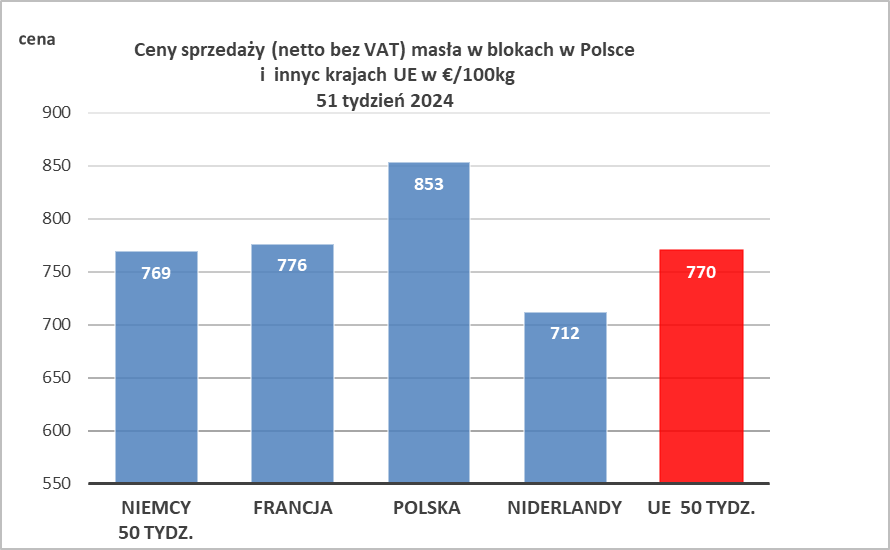 cena
Ceny sprzedaży (netto bez VAT) masła w blokach w Polsce
i innyc krajach UE w €/100kg
51 tydzień 2024
900
850
800
750
700
650
600
550
769
776
853
712
770
NIEMCY
50 TYDZ.
FRANCJA
POLSKA
NIDERLANDY
UE 50 TYDZ.